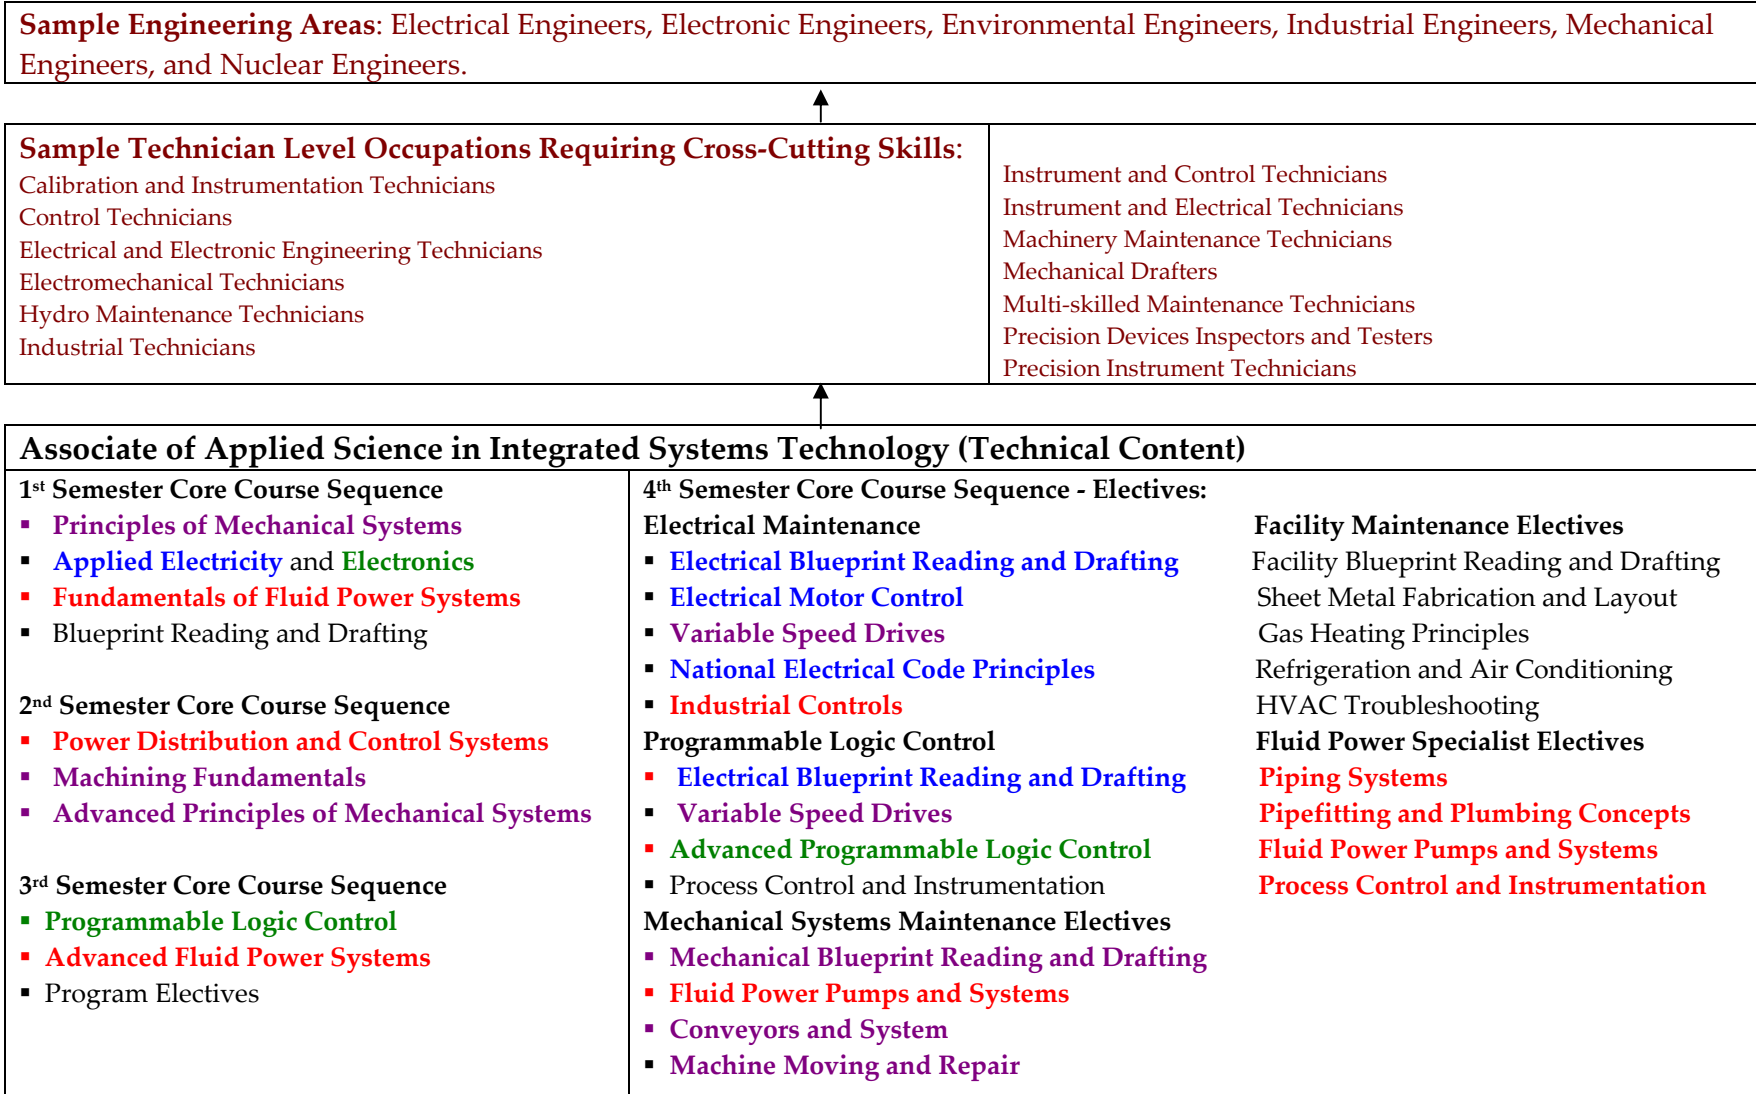 Sample Engineering Areas: Electrical Engineers, Electronic Engineers, Environmental Engineers, Industrial Engineers, Mechanical
Engineers, and Nuclear Engineers.
Sample Technician Level Occupations Requiring Cross-Cutting Skills:
Calibration and Instrumentation Technicians
Control Technicians
Electrical and Electronic Engineering Technicians
Electromechanical Technicians
Hydro Maintenance Technicians
Industrial Technicians
Instrument and Control Technicians
Instrument and Electrical Technicians
Machinery Maintenance Technicians
Mechanical Drafters
Multi-skilled Maintenance Technicians
Precision Devices Inspectors and Testers
Precision Instrument Technicians
Associate of Applied Science in Integrated Systems Technology (Technical Content)
1st Semester Core Course Sequence
▪ Principles of Mechanical Systems
▪ Applied Electricity and Electronics
▪ Fundamentals of Fluid Power Systems
▪ Blueprint Reading and Drafting
2nd Semester Core Course Sequence
▪ Power Distribution and Control Systems
▪ Machining Fundamentals
▪ Advanced Principles of Mechanical Systems
3rd Semester Core Course Sequence
▪ Programmable Logic Control
▪ Advanced Fluid Power Systems
▪ Program Electives
4th Semester Core Course Sequence - Electives:
Electrical Maintenance
▪ Electrical Blueprint Reading and Drafting
▪ Electrical Motor Control
▪ Variable Speed Drives
▪ National Electrical Code Principles
▪ Industrial Controls
Programmable Logic Control
▪ Electrical Blueprint Reading and Drafting
▪ Variable Speed Drives
▪ Advanced Programmable Logic Control
▪ Process Control and Instrumentation
Mechanical Systems Maintenance Electives
▪ Mechanical Blueprint Reading and Drafting
▪ Fluid Power Pumps and Systems
▪ Conveyors and System
▪ Machine Moving and Repair
Facility Maintenance Electives
Facility Blueprint Reading and Drafting
Sheet Metal Fabrication and Layout
Gas Heating Principles
Refrigeration and Air Conditioning
HVAC Troubleshooting
Fluid Power Specialist Electives
Piping Systems
Pipefitting and Plumbing Concepts
Fluid Power Pumps and Systems
Process Control and Instrumentation